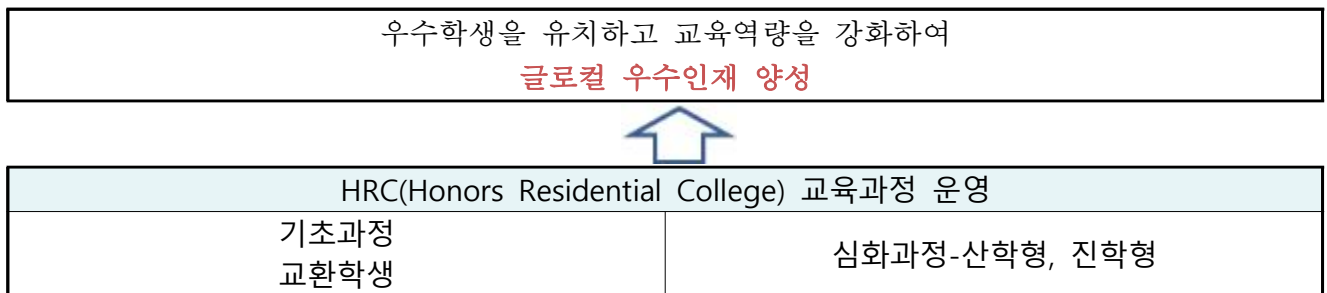 우수학생을 유치하고 교육역량을 강화하여
글로컬 우수인재 양성
HRC(Honors Residential College) 교육과정 운영
기초과정
교환학생
심화과정-산학형, 진학형